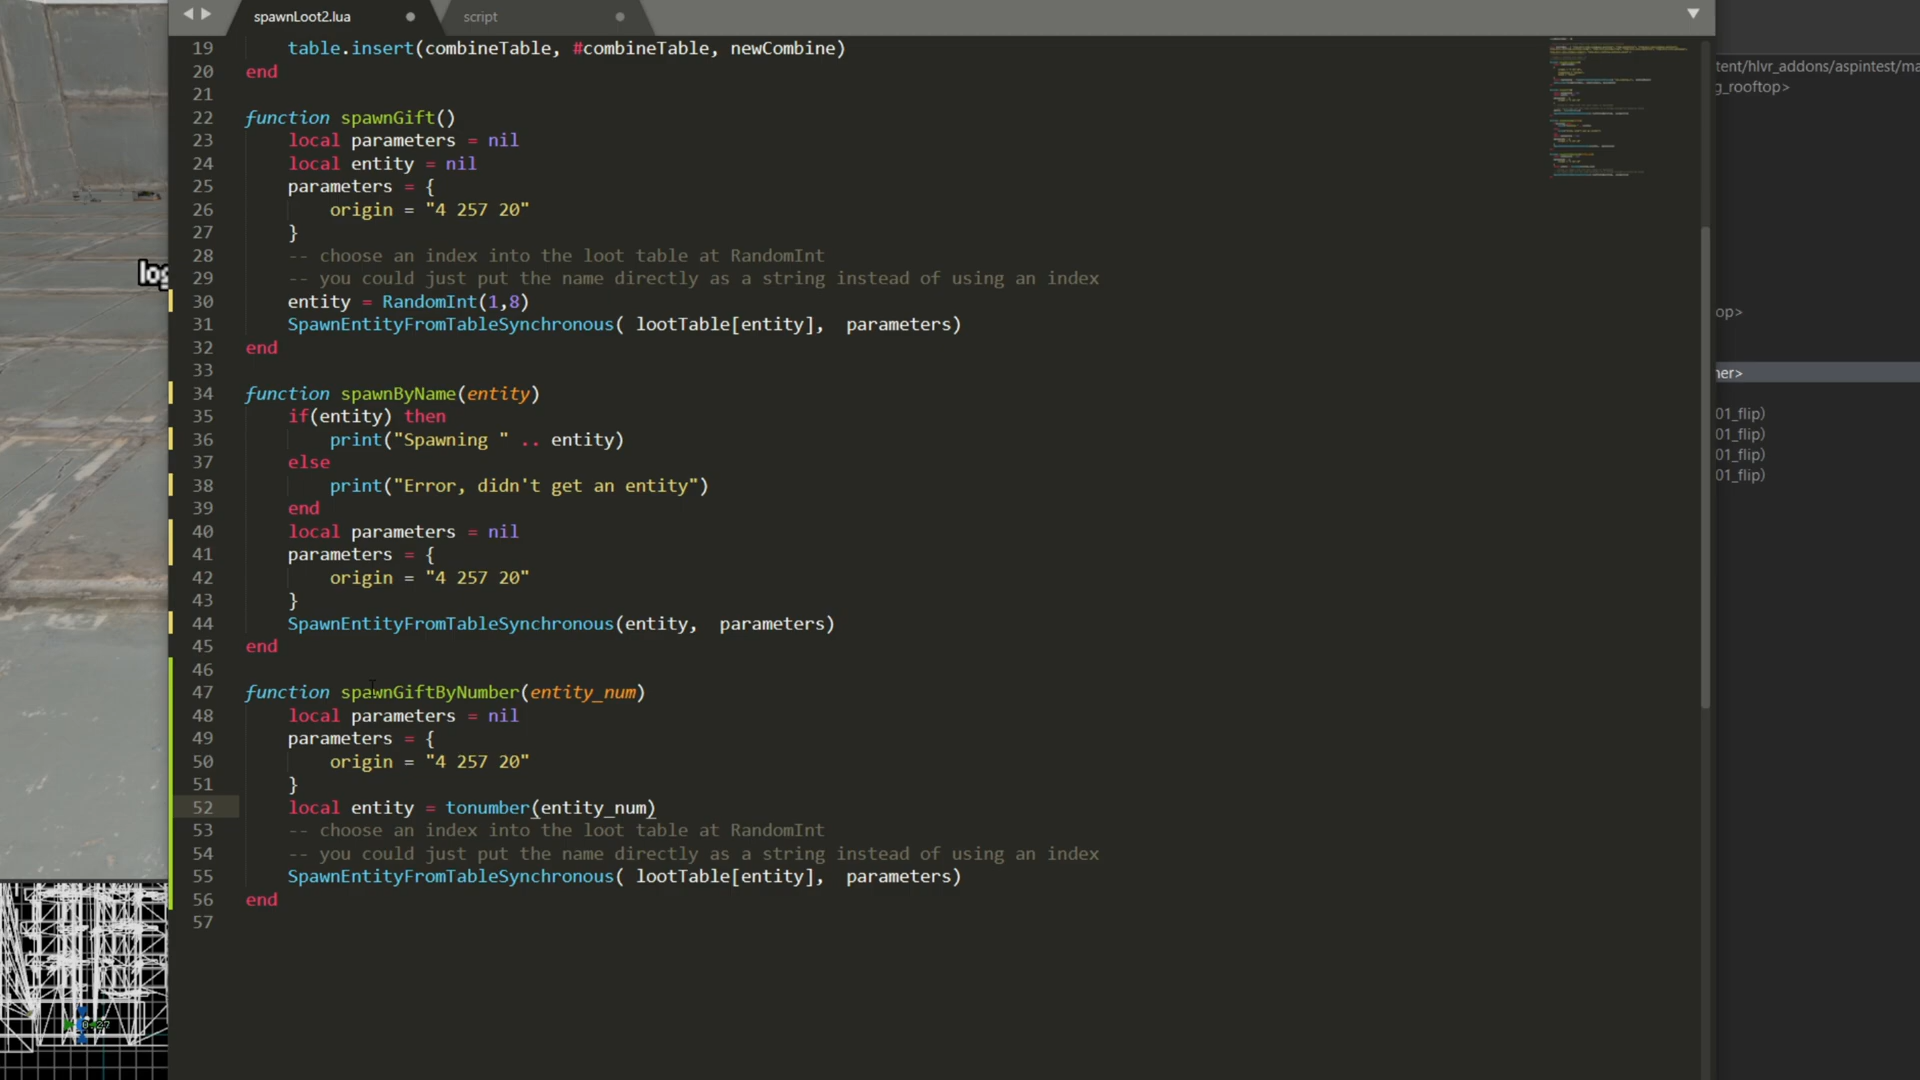 spawnLoot2.lua
script
19 table.insert(combineTable, #combineTable, newCombine)
20 end
21
22 function spawnGift()
23 local parameters = nil
24 local entity = nil
25 parameters = {
26 origin = "4 257 20"
27 }
28 -- choose an index into the loot table at RandomInt
29 -- you could just put the name directly as a string instead of using an index
30 entity = RandomInt(1,8)
31 SpawnEntityFromTableSynchronous( lootTable[entity],  parameters)
32 end
33
34 function spawnByName(entity)
35 if(entity) then
36 print("Spawning " .. entity)
37 else
38 print("Error, didn't get an entity")
39 end
40 local parameters = nil
41 parameters = {
42 origin = "4 257 20"
43 }
44 SpawnEntityFromTableSynchronous(entity,  parameters)
45 end
46
47 function spawnGiftByNumber(entity_num)
48 local parameters = nil
49 parameters = {
50 origin = "4 257 20"
51 }
52 local entity = tonumber(entity_num)
53 -- choose an index into the loot table at RandomInt
54 -- you could just put the name directly as a string instead of using an index
55 SpawnEntityFromTableSynchronous( lootTable[entity],  parameters)
56 end
57
log
tent/hlvr_addons/aspintest/ma
g_rooftop>
op>
ner>
01_flip)
01_flip)
01_flip)
01_flip)